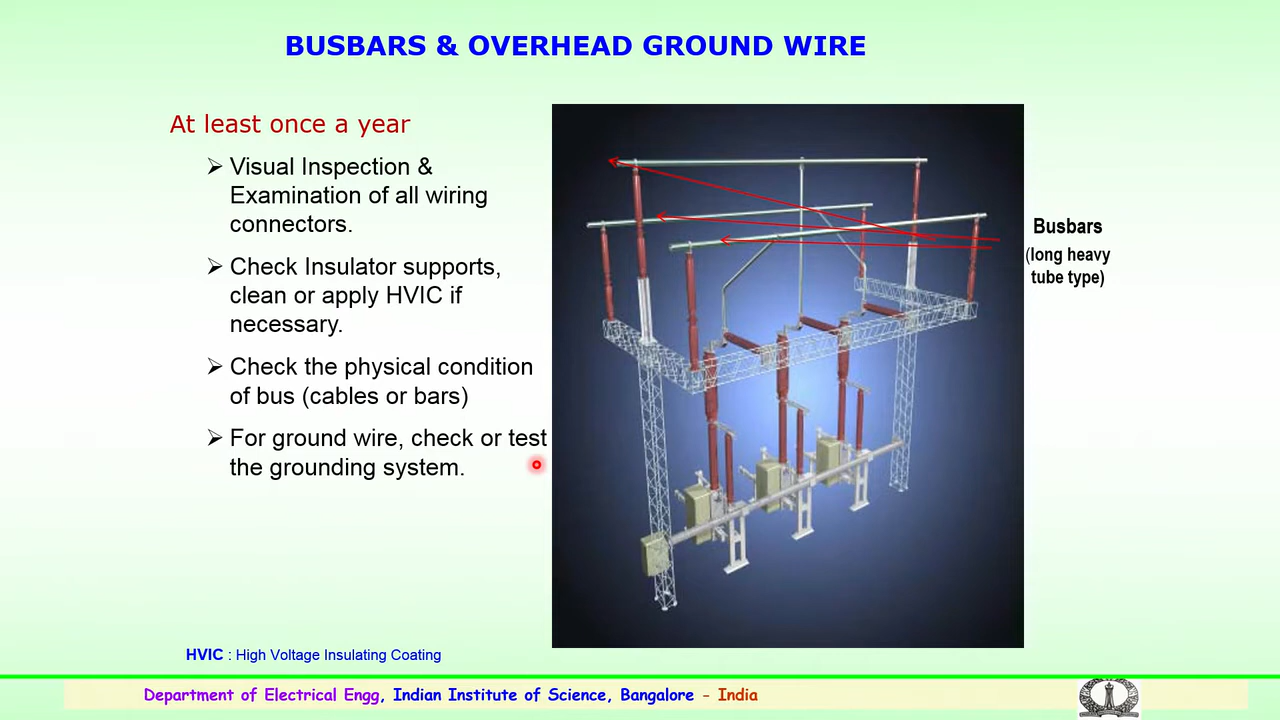 BUSBARS & OVERHEAD GROUND WIRE
At least once a year
Visual Inspection &
Examination of all wiring
connectors.
Check Insulator supports,
clean or apply HVIC if
necessary.
Check the physical condition
of bus (cables or bars)
For ground wire, check or test
the grounding system.
Busbars
(long heavy
tube type)
HVIC : High Voltage Insulating Coating
Department of Electrical Engg, Indian Institute of Science, Bangalore - India